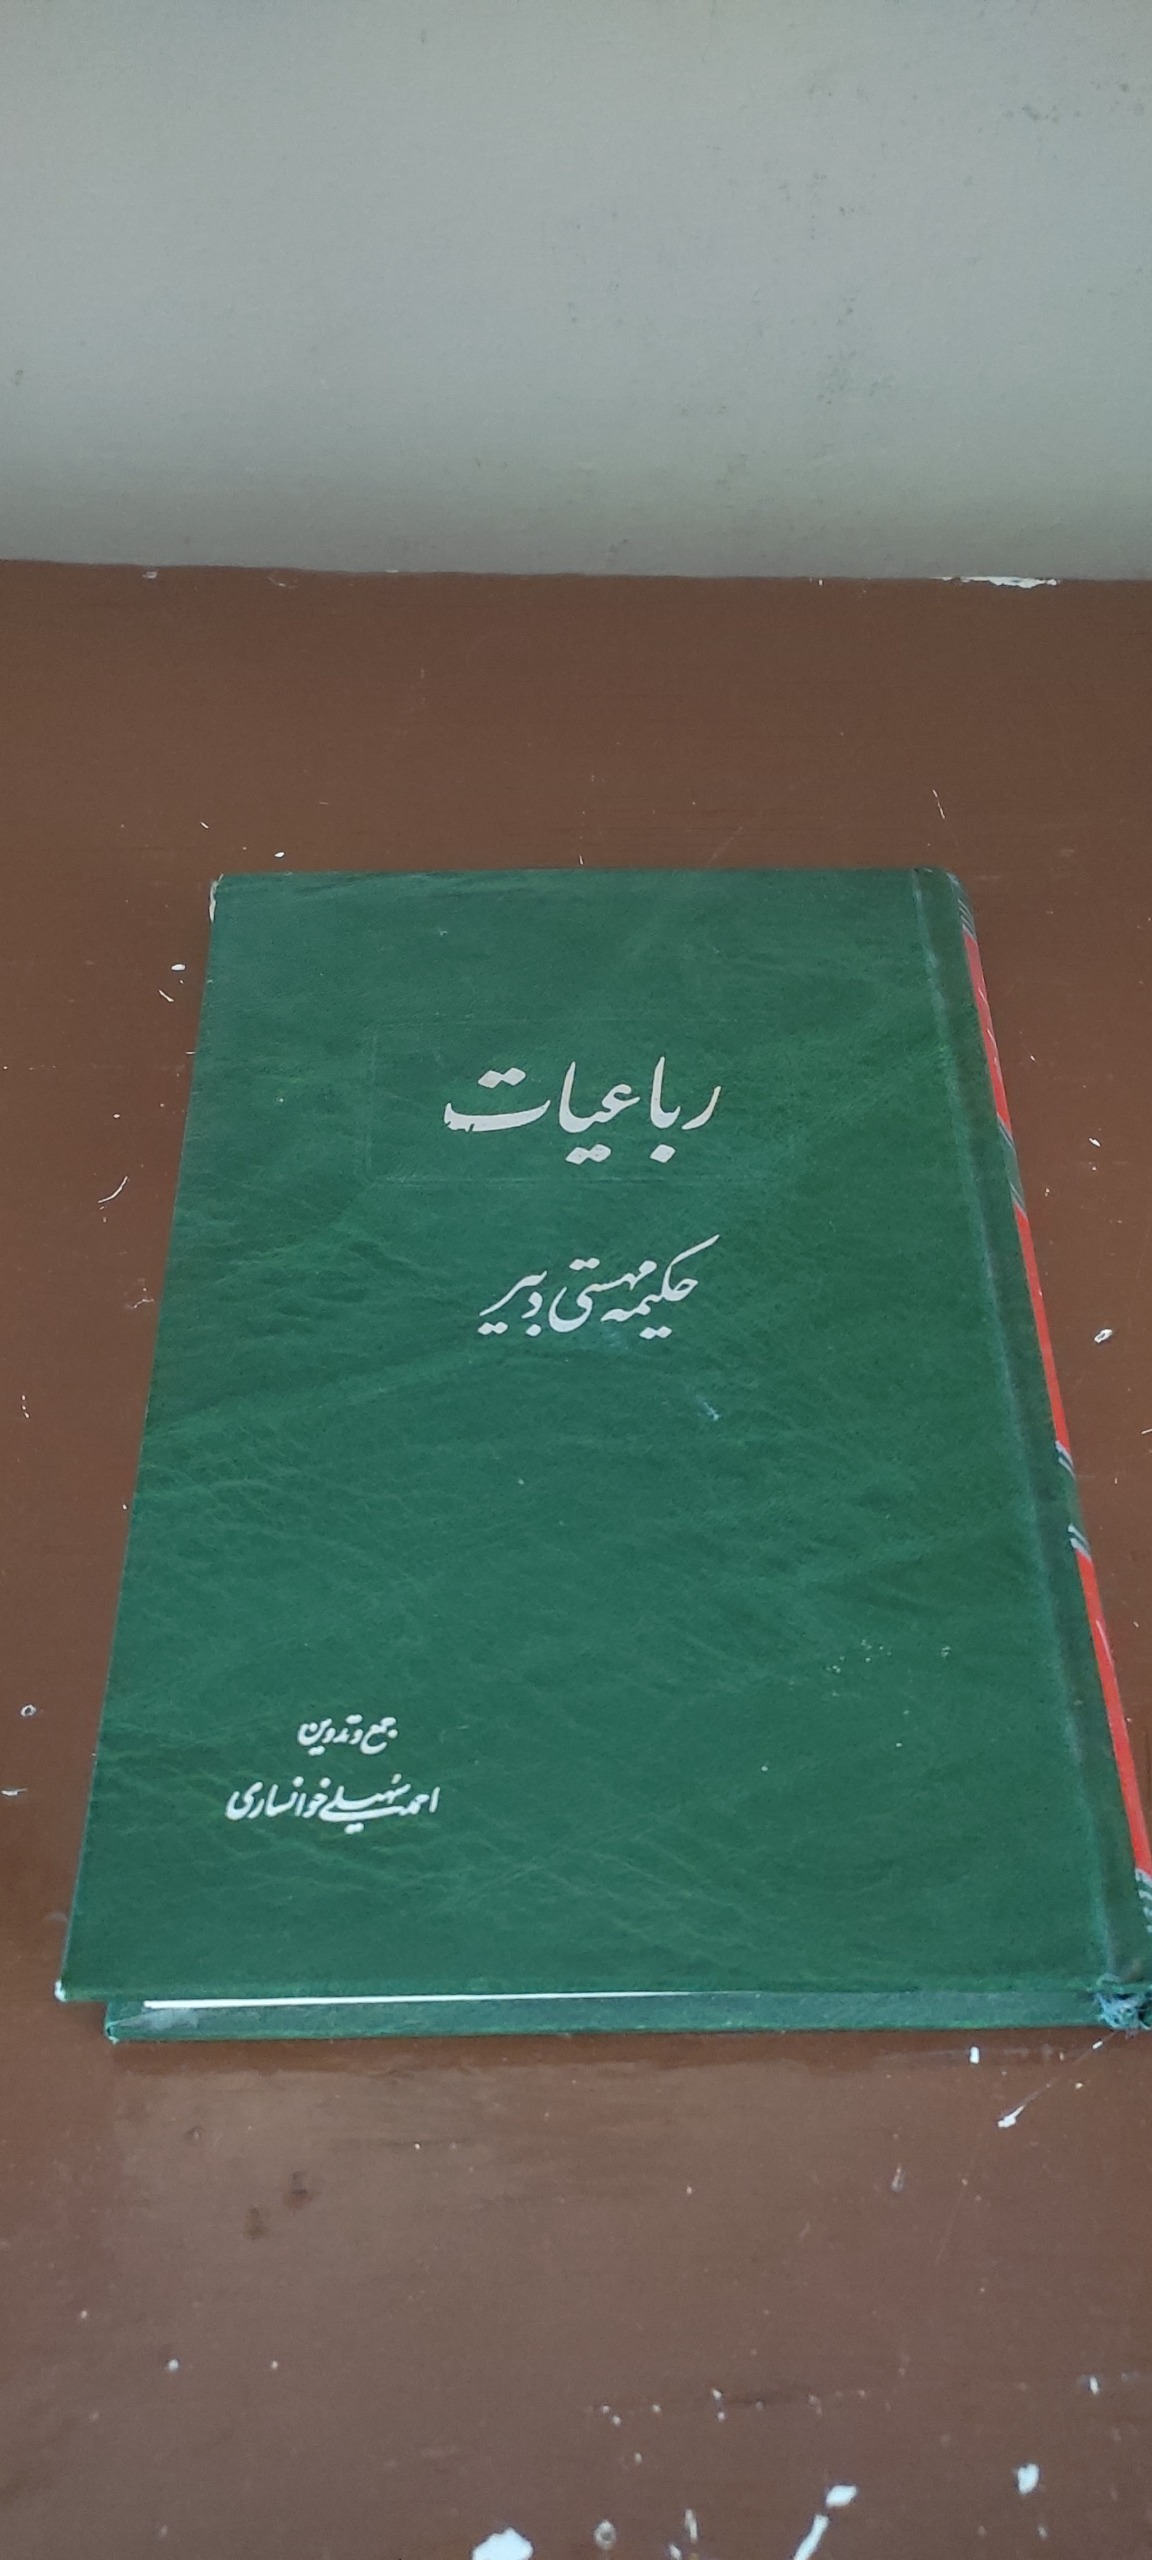 رباعیات
حکیمه مهستی دبیر
جمع و تدوین
احمد سهیلی خوانساری